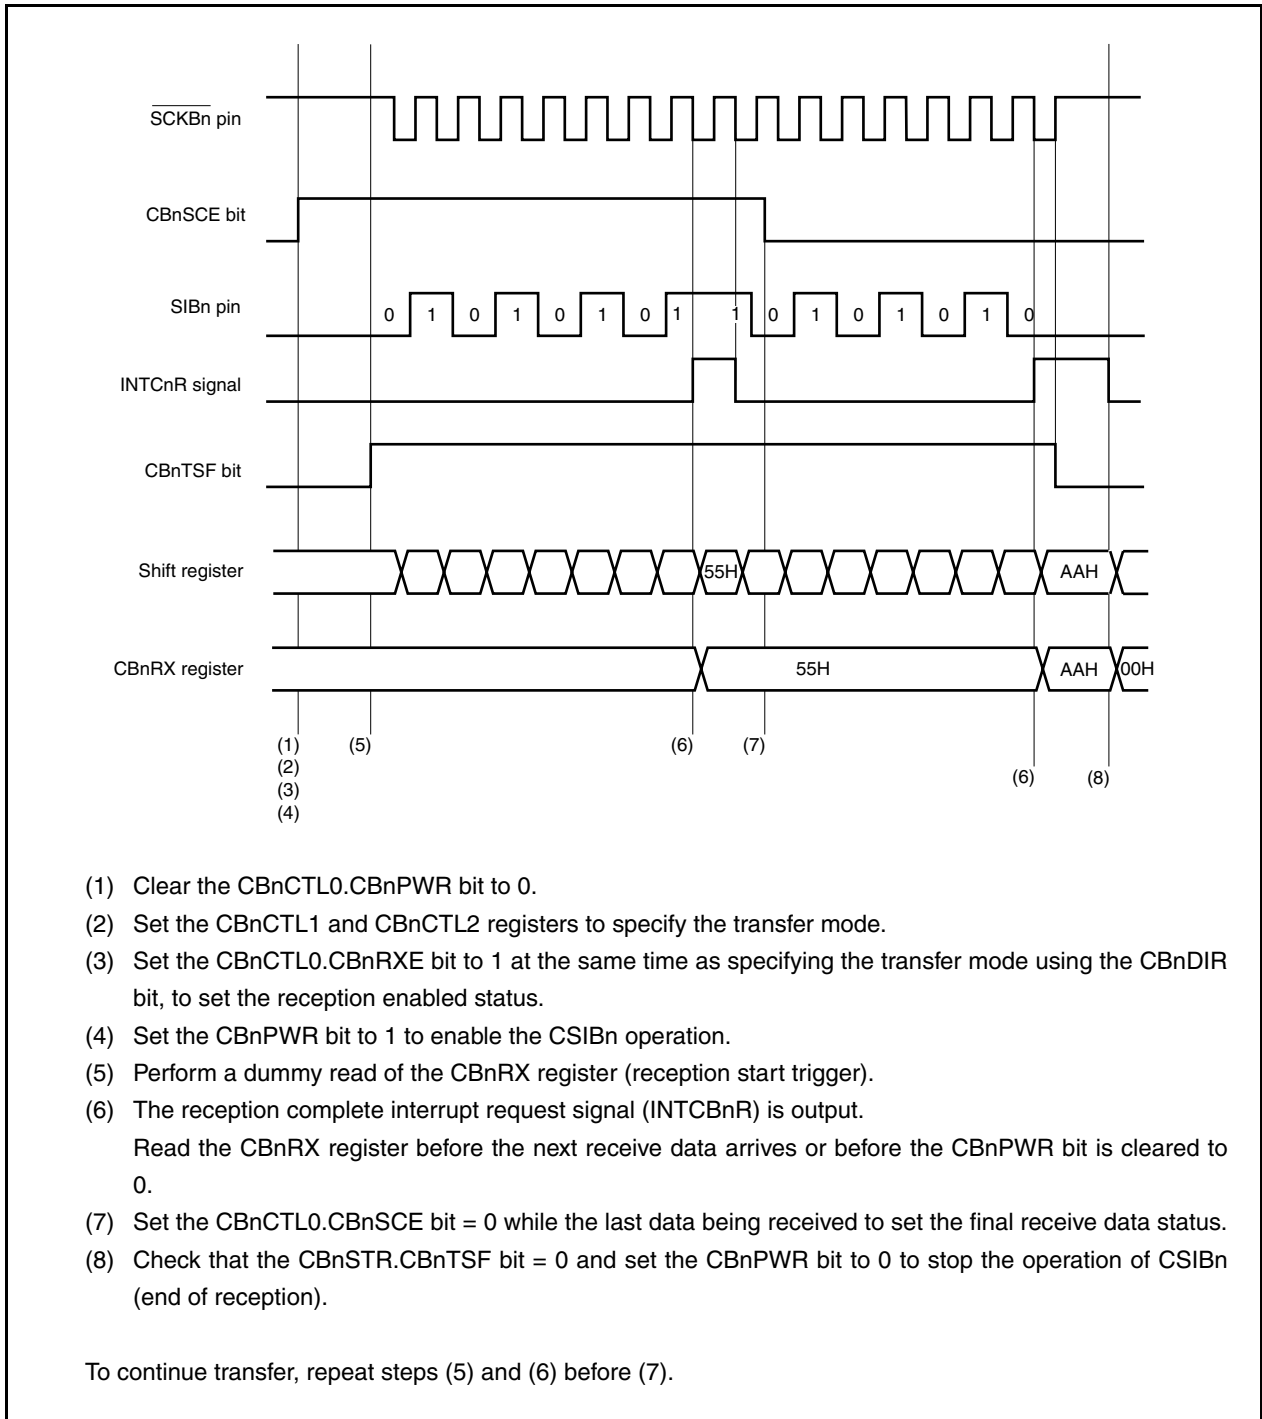 SCKBn pin
CBnSCE bit
SIBn pin
0 1 0 1 0 1 0 1 1 0 1 0 1 0 1 0
INTCnR signal
CBnTSF bit
Shift register
55H
AAH
CBnRX register
55H
AAH
00H
(1)
(2)
(3)
(4)
(5)
(6)
(7)
(6)
(8)
(1) Clear the CBnCTL0.CBnPWR bit to 0.
(2) Set the CBnCTL1 and CBnCTL2 registers to specify the transfer mode.
(3) Set the CBnCTL0.CBnRXE bit to 1 at the same time as specifying the transfer mode using the CBnDIR
bit, to set the reception enabled status.
(4) Set the CBnPWR bit to 1 to enable the CSIBn operation.
(5) Perform a dummy read of the CBnRX register (reception start trigger).
(6) The reception complete interrupt request signal (INTCBnR) is output.
Read the CBnRX register before the next receive data arrives or before the CBnPWR bit is cleared to
0.
(7) Set the CBnCTL0.CBnSCE bit = 0 while the last data being received to set the final receive data status.
(8) Check that the CBnSTR.CBnTSF bit = 0 and set the CBnPWR bit to 0 to stop the operation of CSIBn
(end of reception).
To continue transfer, repeat steps (5) and (6) before (7).